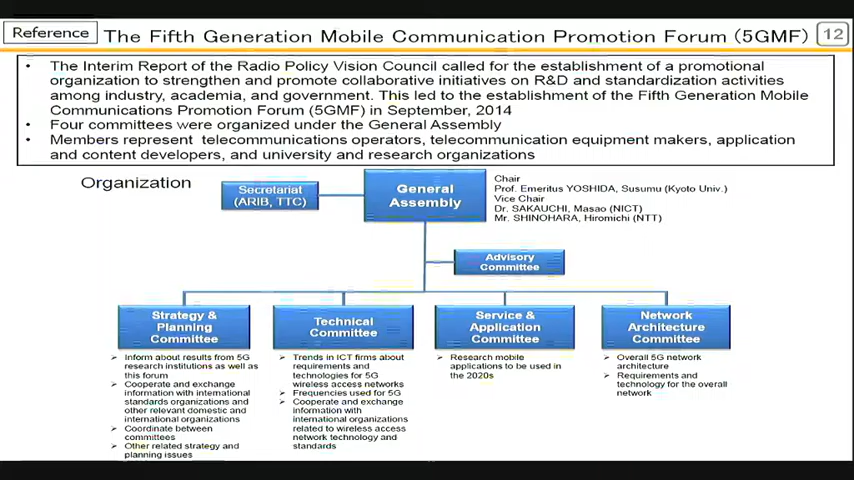 Reference
The Fifth Generation Mobile Communication Promotion Forum (5GMF)
12
• The Interim Report of the Radio Policy Vision Council called for the establishment of a promotional
organization to strengthen and promote collaborative initiatives on R&D and standardization activities
among industry, academia, and government. This led to the establishment of the Fifth Generation Mobile
Communications Promotion Forum (5GMF) in September, 2014
• Four committees were organized under the General Assembly
• Members represent telecommunications operators, telecommunication equipment makers, application
and content developers, and university and research organizations
Organization
Secretariat
(ARIB, TTC)
General
Assembly
Chair
Prof. Emeritus YOSHIDA, Susumu (Kyoto Univ.)
Vice Chair
Dr. SAKAUCHI, Masao (NICT)
Mr. SHINOHARA, Hiromichi (NTT)
Advisory
Committee
Strategy &
Planning
Committee
➢ Inform about results from 5G
research institutions as well as
this forum
➢ Cooperate and exchange
information with international
standards organizations and
other relevant domestic and
international organizations
➢ Coordinate between
committees
➢ Other related strategy and
planning issues
Technical
Committee
➢ Trends in ICT firms about
requirements and
technologies for 5G
wireless access networks
➢ Frequencies used for 5G
➢ Cooperate and exchange
information with
international organizations
related to wireless access
network technology and
standards
Service &
Application
Committee
➢ Research mobile
applications to be used in
the 2020s
Network
Architecture
Committee
➢ Overall 5G network
architecture
➢ Requirements and
technology for the overall
network